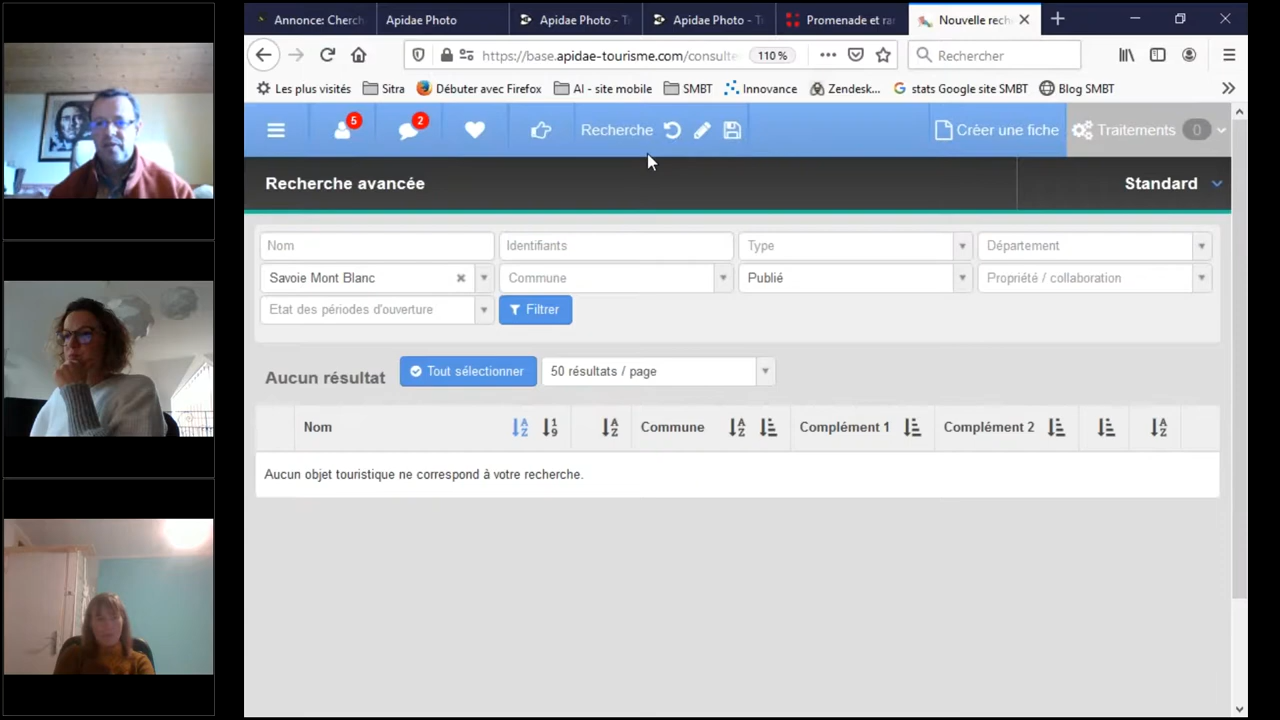 Annonce: Cherch
Apidae Photo
Apidae Photo - Ti
Apidae Photo - Ti
Promenade et ra
Nouvelle rech
https://base.apidae-tourisme.com/consulte
110 %
Rechercher
Les plus visités
Sitra
Débuter avec Firefox
AI - site mobile
SMBT
Innovance
Zendesk...
stats Google site SMBT
Blog SMBT
5
2
Recherche
Créer une fiche
Traitements 0
Recherche avancée
Standard
Nom
Identifiants
Type
Département
Savoie Mont Blanc
Commune
Publié
Propriété / collaboration
Etat des périodes d'ouverture
Filtrer
Aucun résultat
Tout sélectionner
50 résultats / page
Nom
Commune
Complément 1
Complément 2
Aucun objet touristique ne correspond à votre recherche.